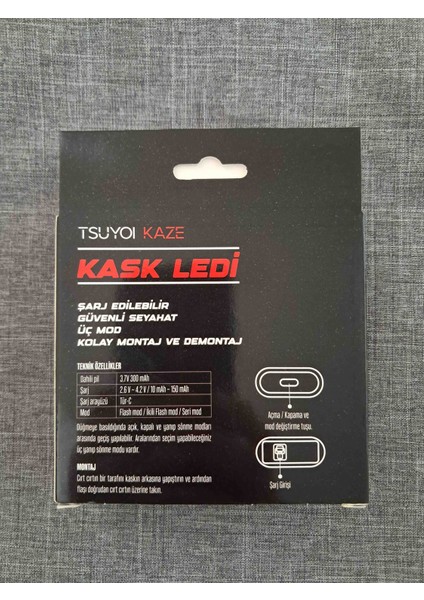 TSUYOI KAZE
KASK LEDİ
ŞARJ EDİLEBİLİR
GÜVENLİ SEYAHAT
ÜÇ MOD
KOLAY MONTAJ VE DEMONTAJ
TEKNİK ÖZELLİKLER
Dahili pil 3.7V 300 mAh
Şarj 2.6 V - 4.2 V / 10 mAh - 150 mAh
Şarj arayüzü Tür-C
Mod Flash mod / İkili Flash mod / Seri mod
Düğmeye basıldığında açık, kapalı ve yanıp sönme modları
arasında geçiş yapılabilir. Aralarından seçim yapabileceğiniz
üç yanıp sönme modu vardır.
MONTAJ
Cırt cırtın bir tarafını kaskın arkasına yapıştırın ve ardından
flaşı doğrudan cırt cırtın üzerine takın.
Açma / Kapama ve
mod değiştirme tuşu.
Şarj Girişi